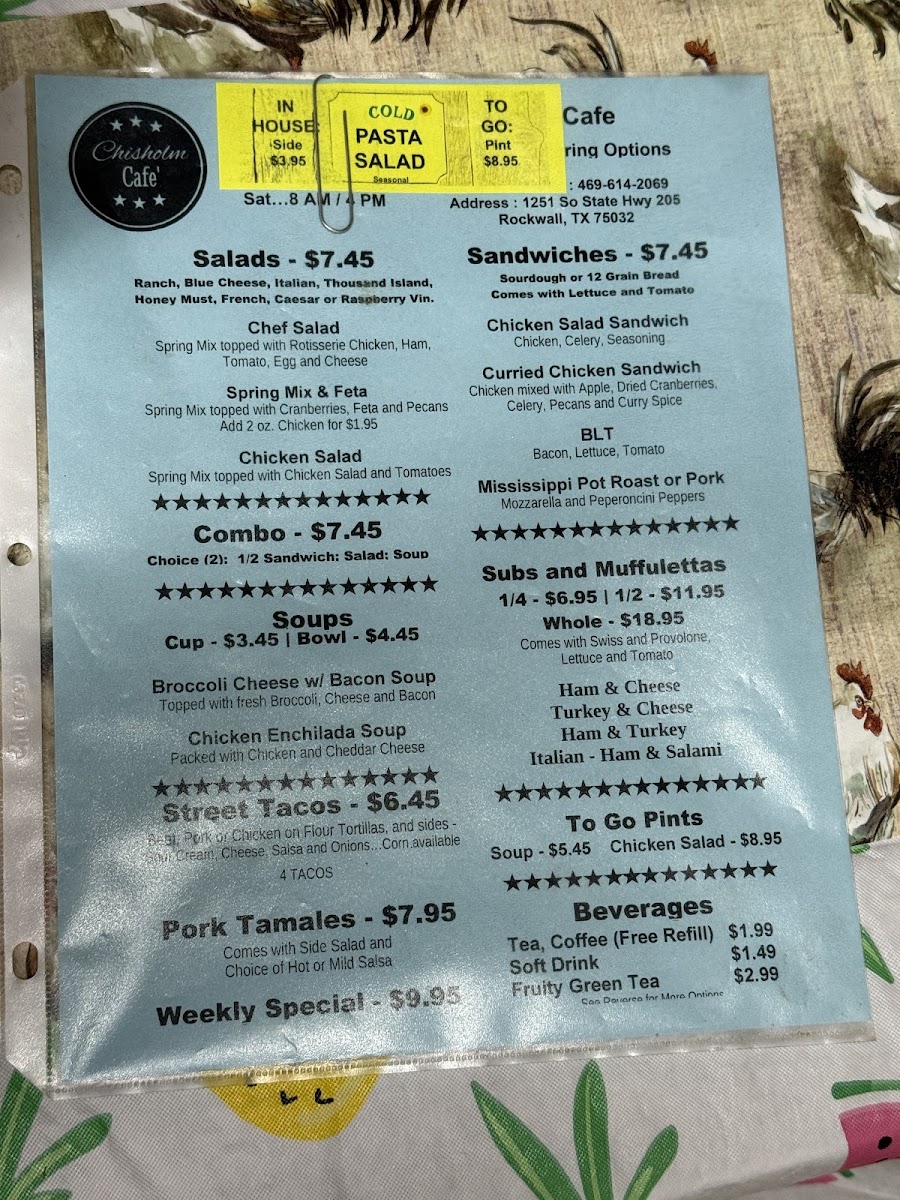 Chisholm
Cafe'
IN
HOUSE:
Side
$3.95
COLD
PASTA
SALAD
Seasonal
TO
GO:
Pint
$8.95
Cafe
ring Options
Sat...8 AM / 4 PM
: 469-614-2069
Address : 1251 So State Hwy 205
Rockwall, TX 75032
Salads - $7.45
Ranch, Blue Cheese, Italian, Thousand Island,
Honey Must, French, Caesar or Raspberry Vin.
Chef Salad
Spring Mix topped with Rotisserie Chicken, Ham,
Tomato, Egg and Cheese
Spring Mix & Feta
Spring Mix topped with Cranberries, Feta and Pecans
Add 2 oz. Chicken for $1.95
Chicken Salad
Spring Mix topped with Chicken Salad and Tomatoes
Combo - $7.45
Choice (2): 1/2 Sandwich: Salad: Soup
Soups
Cup - $3.45 | Bowl - $4.45
Broccoli Cheese w/ Bacon Soup
Topped with fresh Broccoli, Cheese and Bacon
Chicken Enchilada Soup
Packed with Chicken and Cheddar Cheese
Street Tacos - $6.45
Beef, Pork or Chicken on Flour Tortillas, and sides -
Sour Cream, Cheese, Salsa and Onions...Corn available
4 TACOS
Pork Tamales - $7.95
Comes with Side Salad and
Choice of Hot or Mild Salsa
Weekly Special - $9.95
Sandwiches - $7.45
Sourdough or 12 Grain Bread
Comes with Lettuce and Tomato
Chicken Salad Sandwich
Chicken, Celery, Seasoning
Curried Chicken Sandwich
Chicken mixed with Apple, Dried Cranberries,
Celery, Pecans and Curry Spice
BLT
Bacon, Lettuce, Tomato
Mississippi Pot Roast or Pork
Mozzarella and Peperoncini Peppers
Subs and Muffulettas
1/4 - $6.95 | 1/2 - $11.95
Whole - $18.95
Comes with Swiss and Provolone,
Lettuce and Tomato
Ham & Cheese
Turkey & Cheese
Ham & Turkey
Italian - Ham & Salami
To Go Pints
Soup - $5.45 Chicken Salad - $8.95
Beverages
Tea, Coffee (Free Refill) $1.99
Soft Drink $1.49
Fruity Green Tea $2.99
See Reverse for More Options